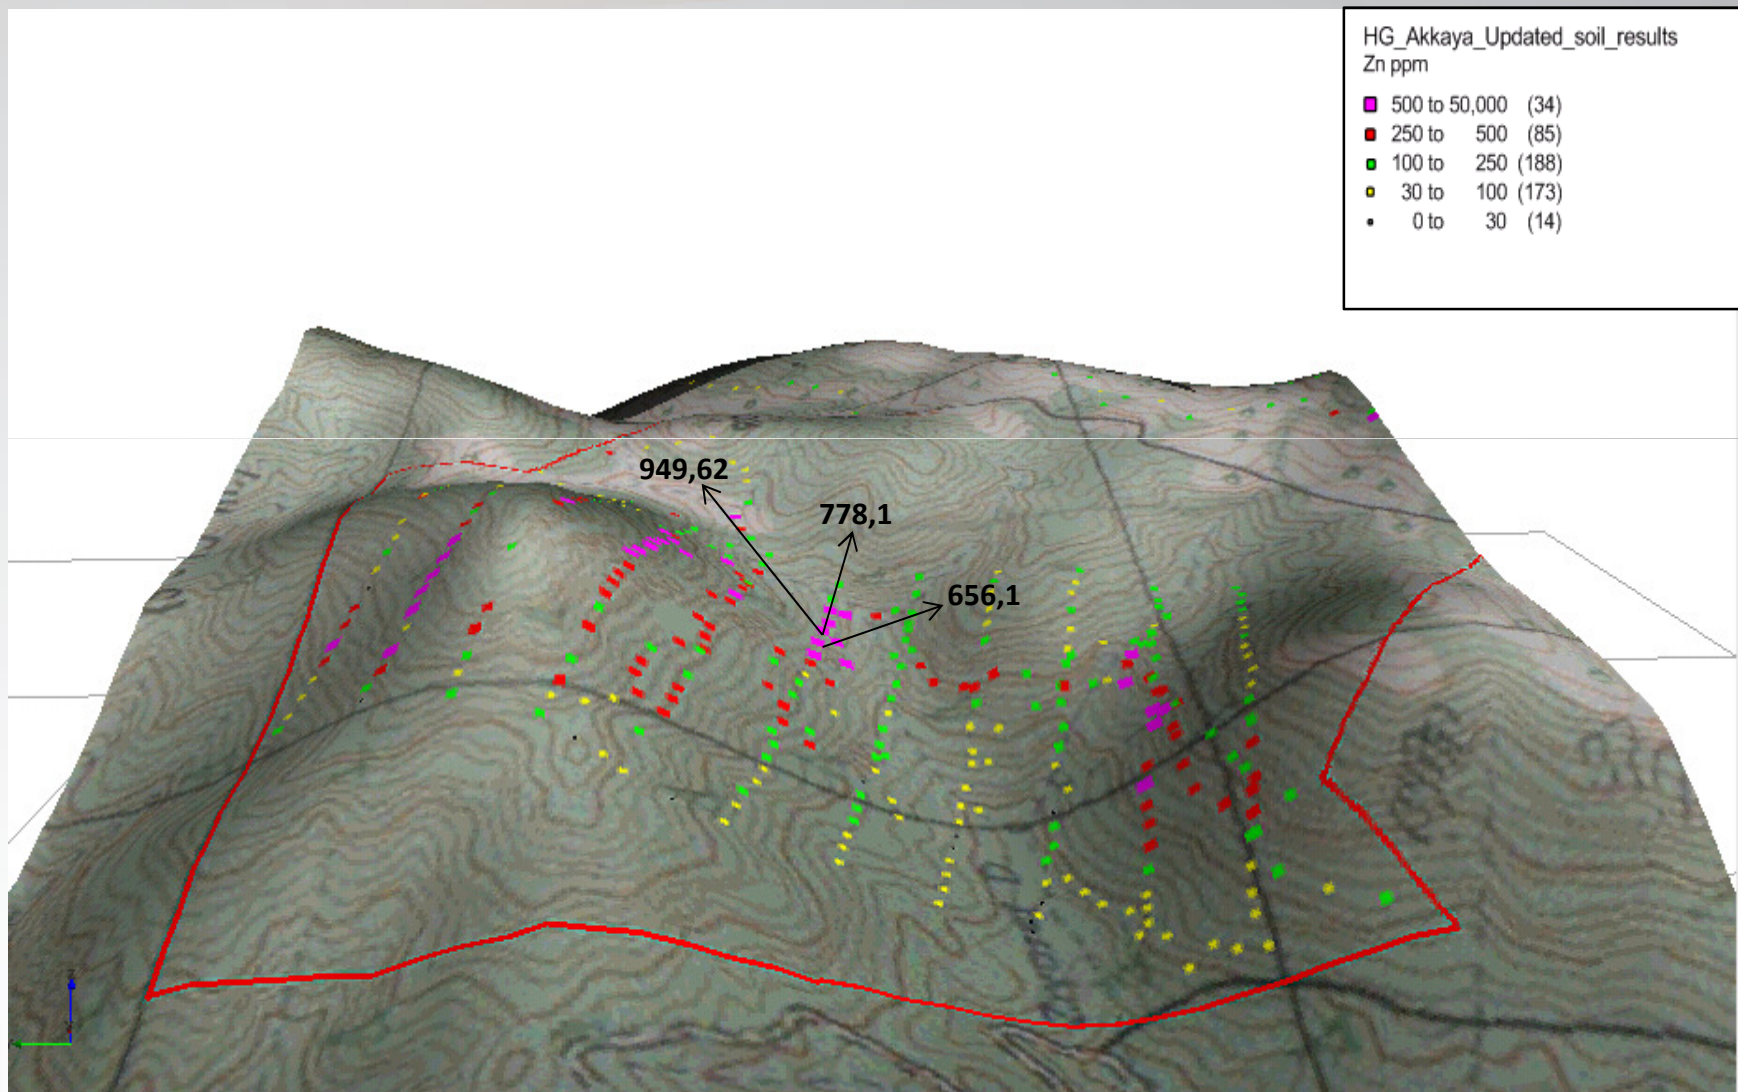 HG_Akkaya_Updated_soil_results
Zn ppm
500 to 50,000 (34)
250 to 500 (85)
100 to 250 (188)
30 to 100 (173)
0 to 30 (14)
949,62
778,1
656,1